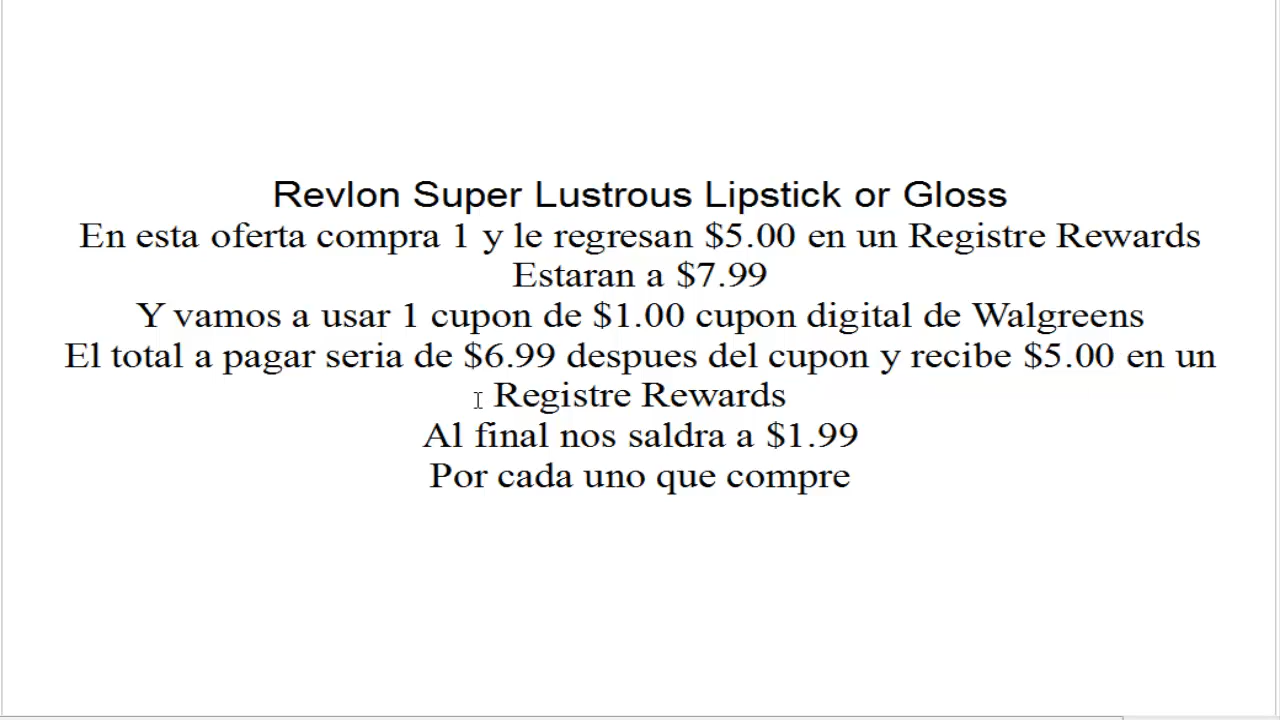 Revlon Super Lustrous Lipstick or Gloss
En esta oferta compra 1 y le regresan $5.00 en un Registre Rewards
Estaran a $7.99
Y vamos a usar 1 cupon de $1.00 cupon digital de Walgreens
El total a pagar seria de $6.99 despues del cupon y recibe $5.00 en un
Registre Rewards
Al final nos saldra a $1.99
Por cada uno que compre